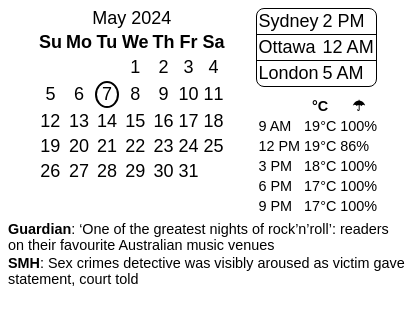 May 2024
Su Mo Tu We Th Fr Sa
1 2 3 4
5 6 7 8 9 10 11
12 13 14 15 16 17 18
19 20 21 22 23 24 25
26 27 28 29 30 31
Sydney 2 PM
Ottawa 12 AM
London 5 AM
°C ☂
9 AM 19°C 100%
12 PM 19°C 86%
3 PM 18°C 100%
6 PM 17°C 100%
9 PM 17°C 100%
Guardian: ‘One of the greatest nights of rock’n’roll’: readers
on their favourite Australian music venues
SMH: Sex crimes detective was visibly aroused as victim gave
statement, court told